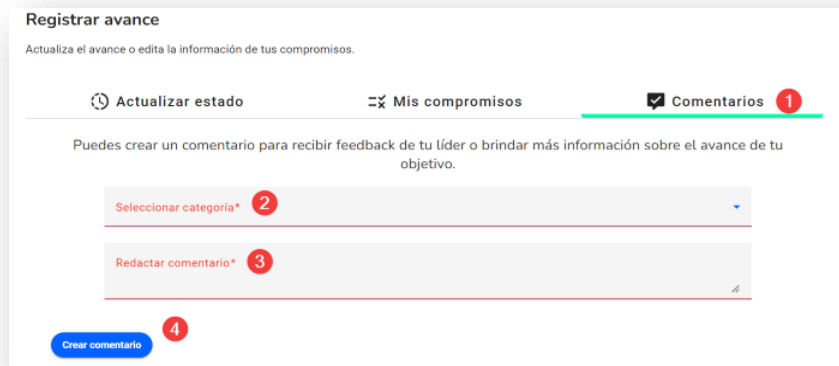 Registrar avance
Actualiza el avance o edita la información de tus compromisos.
Actualizar estado Mis compromisos Comentarios 1
Puedes crear un comentario para recibir feedback de tu líder o brindar más información sobre el avance de tu
objetivo.
Seleccionar categoría* 2
Redactar comentario* 3
4
Crear comentario